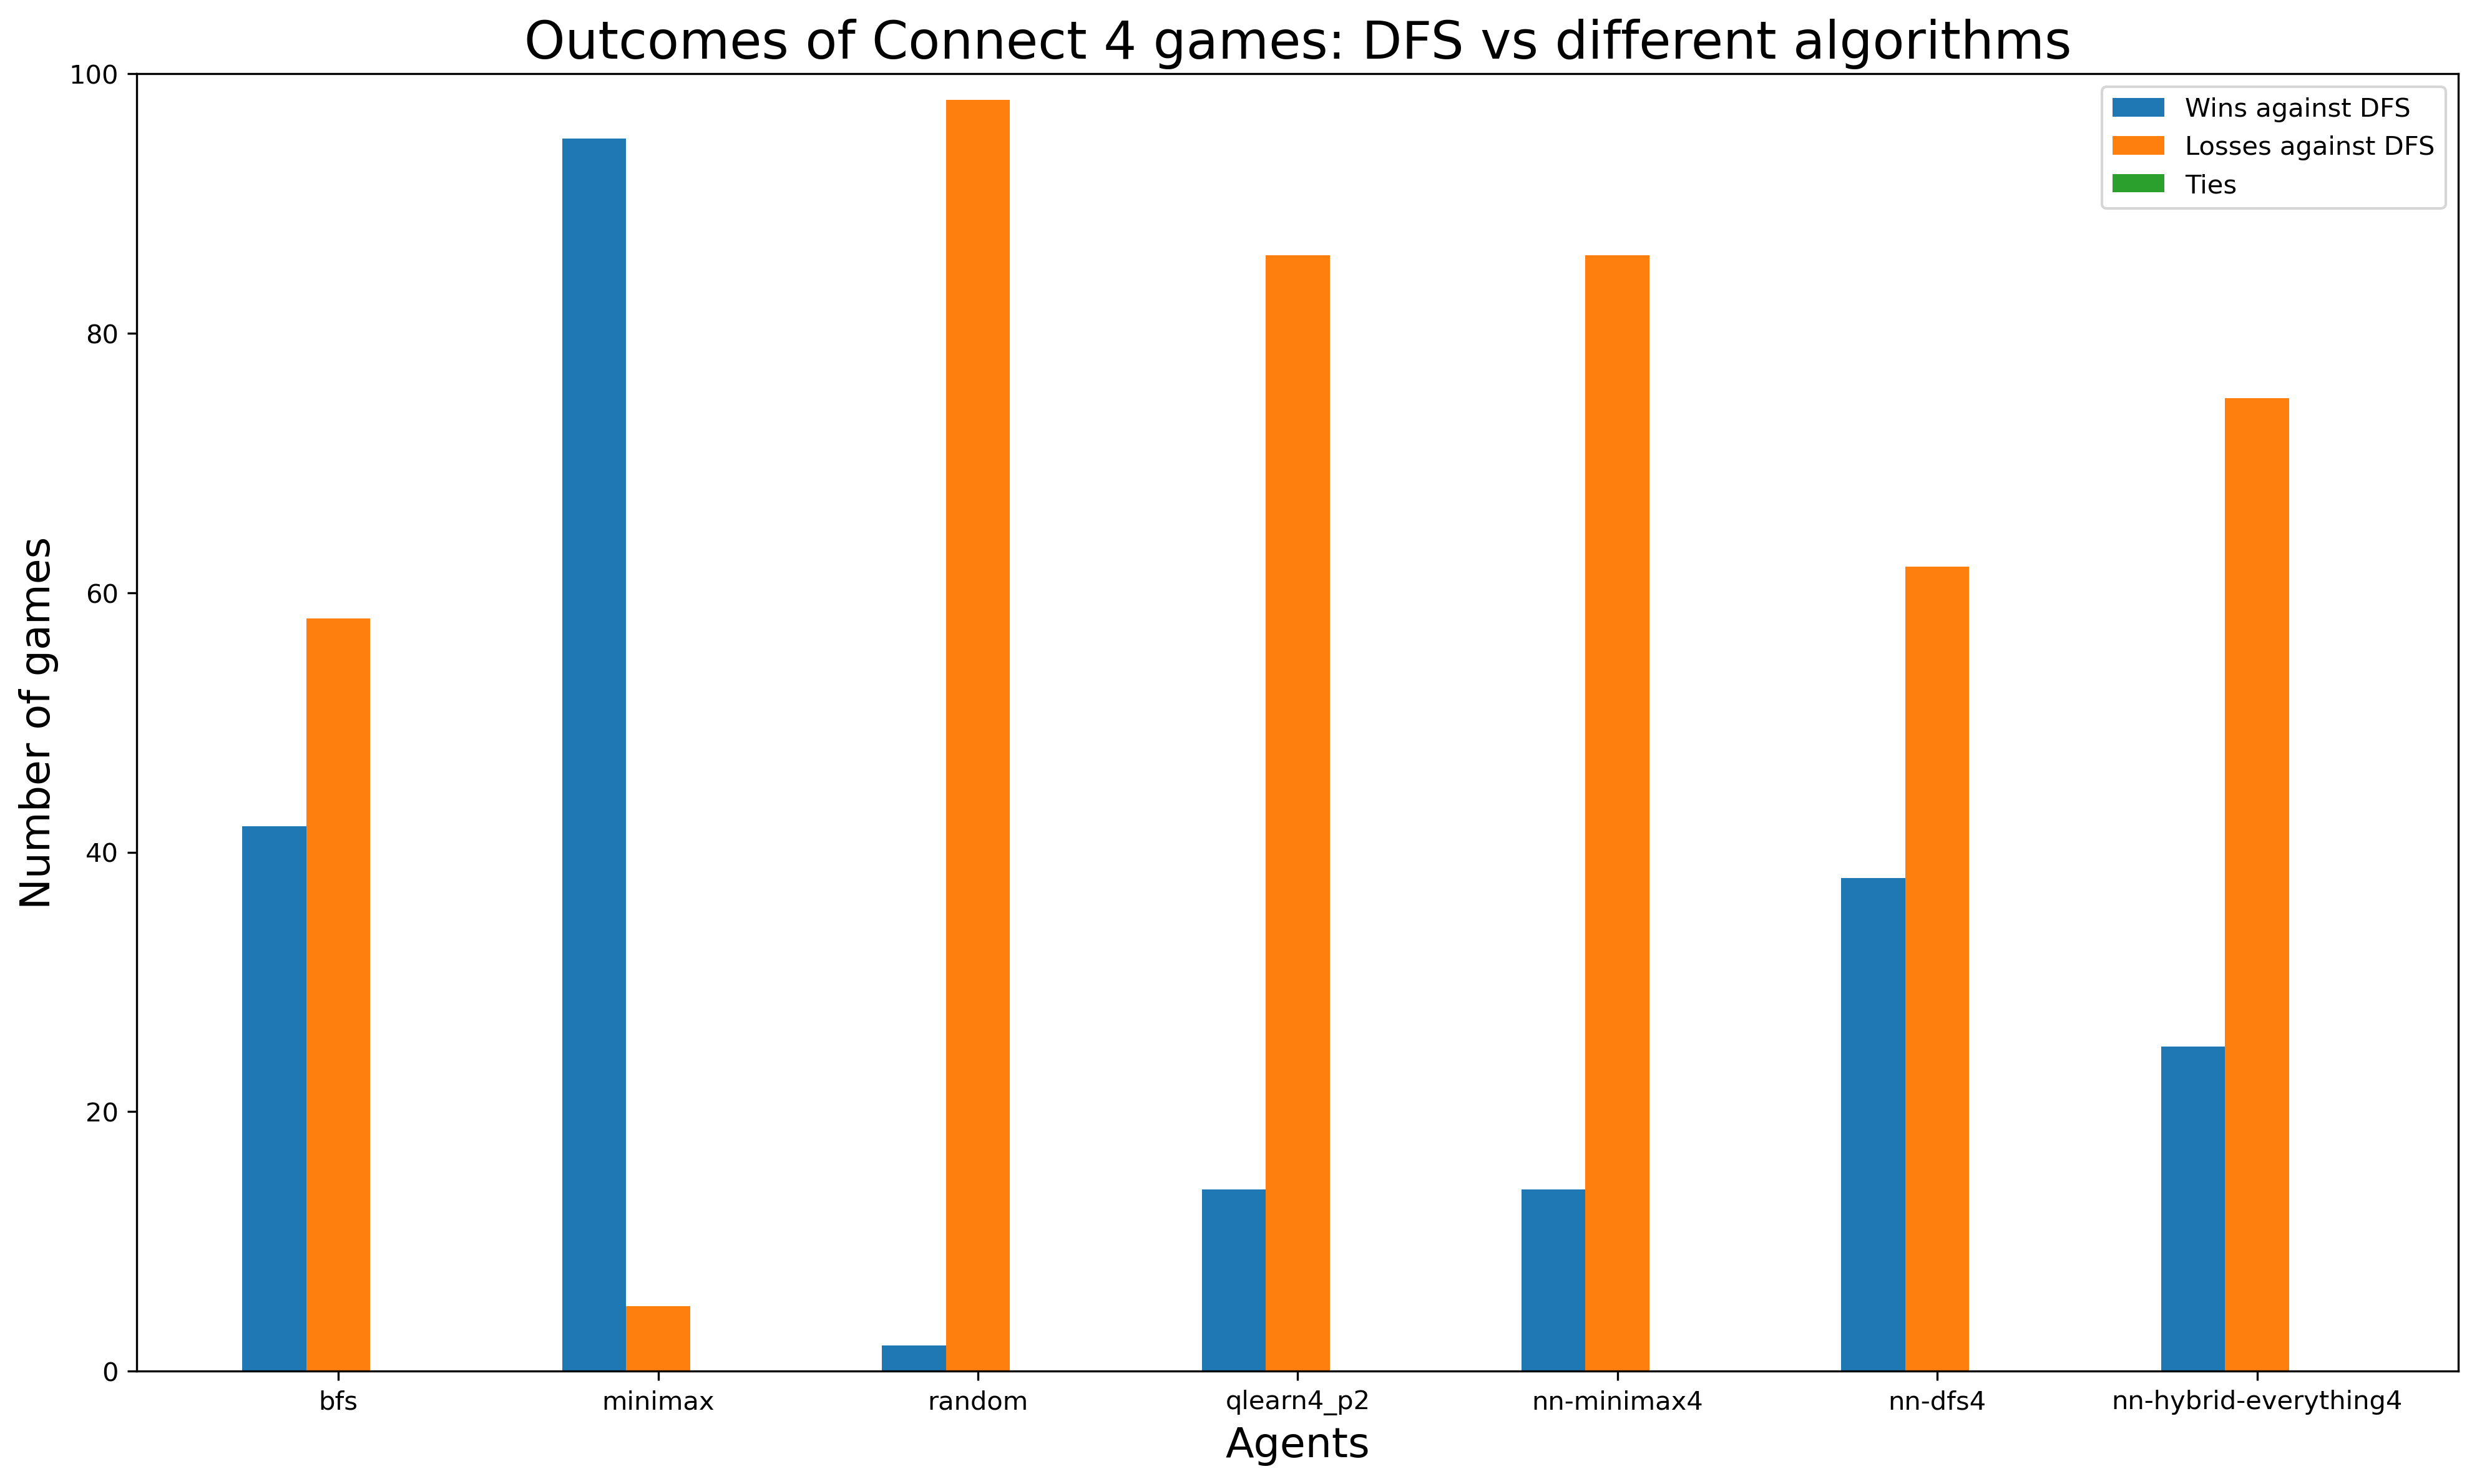 Outcomes of Connect 4 games: DFS vs different algorithms
Wins against DFS
Losses against DFS
Ties
Number of games
100
80
60
40
20
0
bfs minimax random qlearn4_p2 nn-minimax4 nn-dfs4 nn-hybrid-everything4
Agents